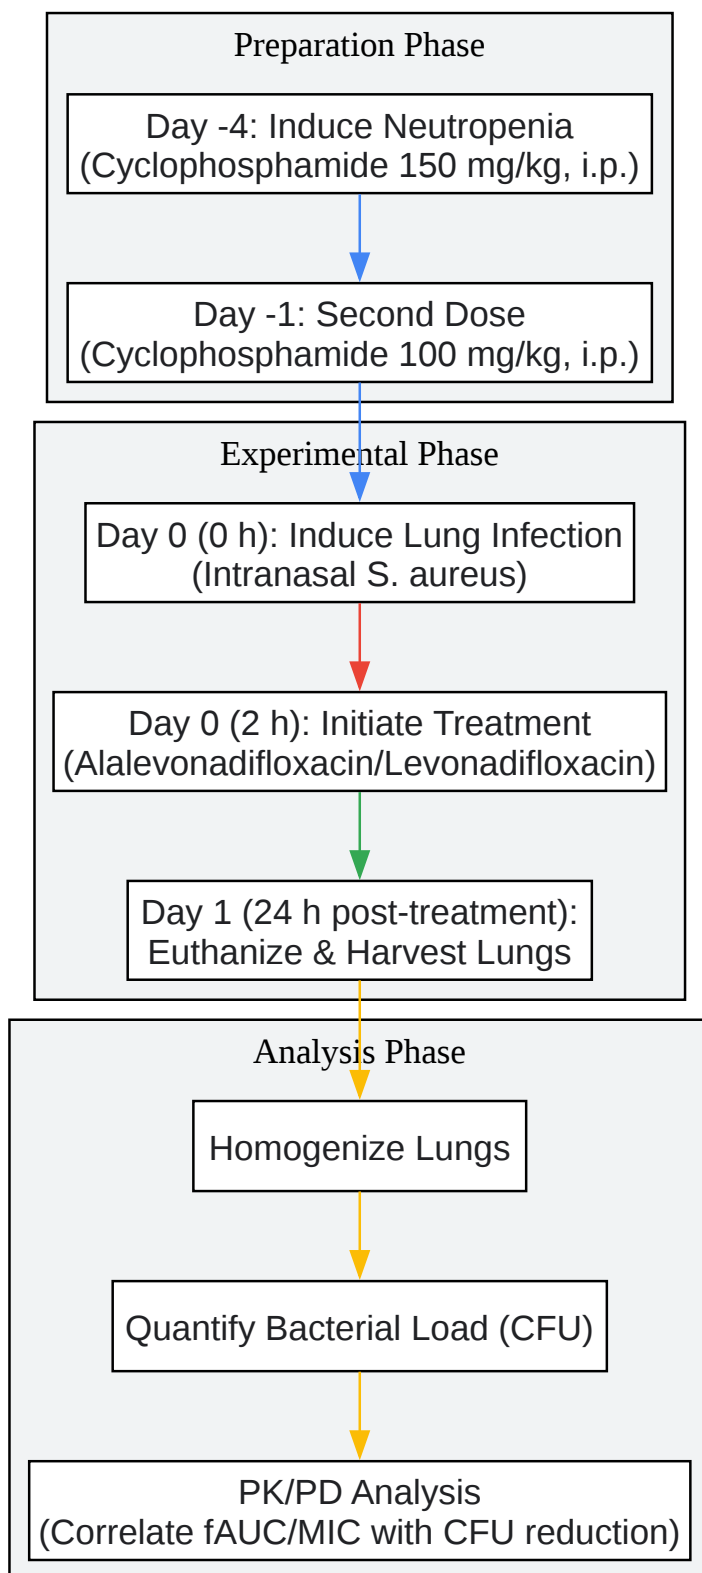 Preparation Phase
Day -4: Induce Neutropenia
(Cyclophosphamide 150 mg/kg, i.p.)
Day -1: Second Dose
(Cyclophosphamide 100 mg/kg, i.p.)
Experimental Phase
Day 0 (0 h): Induce Lung Infection
(Intranasal S. aureus)
Day 0 (2 h): Initiate Treatment
(Alalevonadifloxacin/Levonadifloxacin)
Day 1 (24 h post-treatment):
Euthanize & Harvest Lungs
Analysis Phase
Homogenize Lungs
Quantify Bacterial Load (CFU)
PK/PD Analysis
(Correlate fAUC/MIC with CFU reduction)